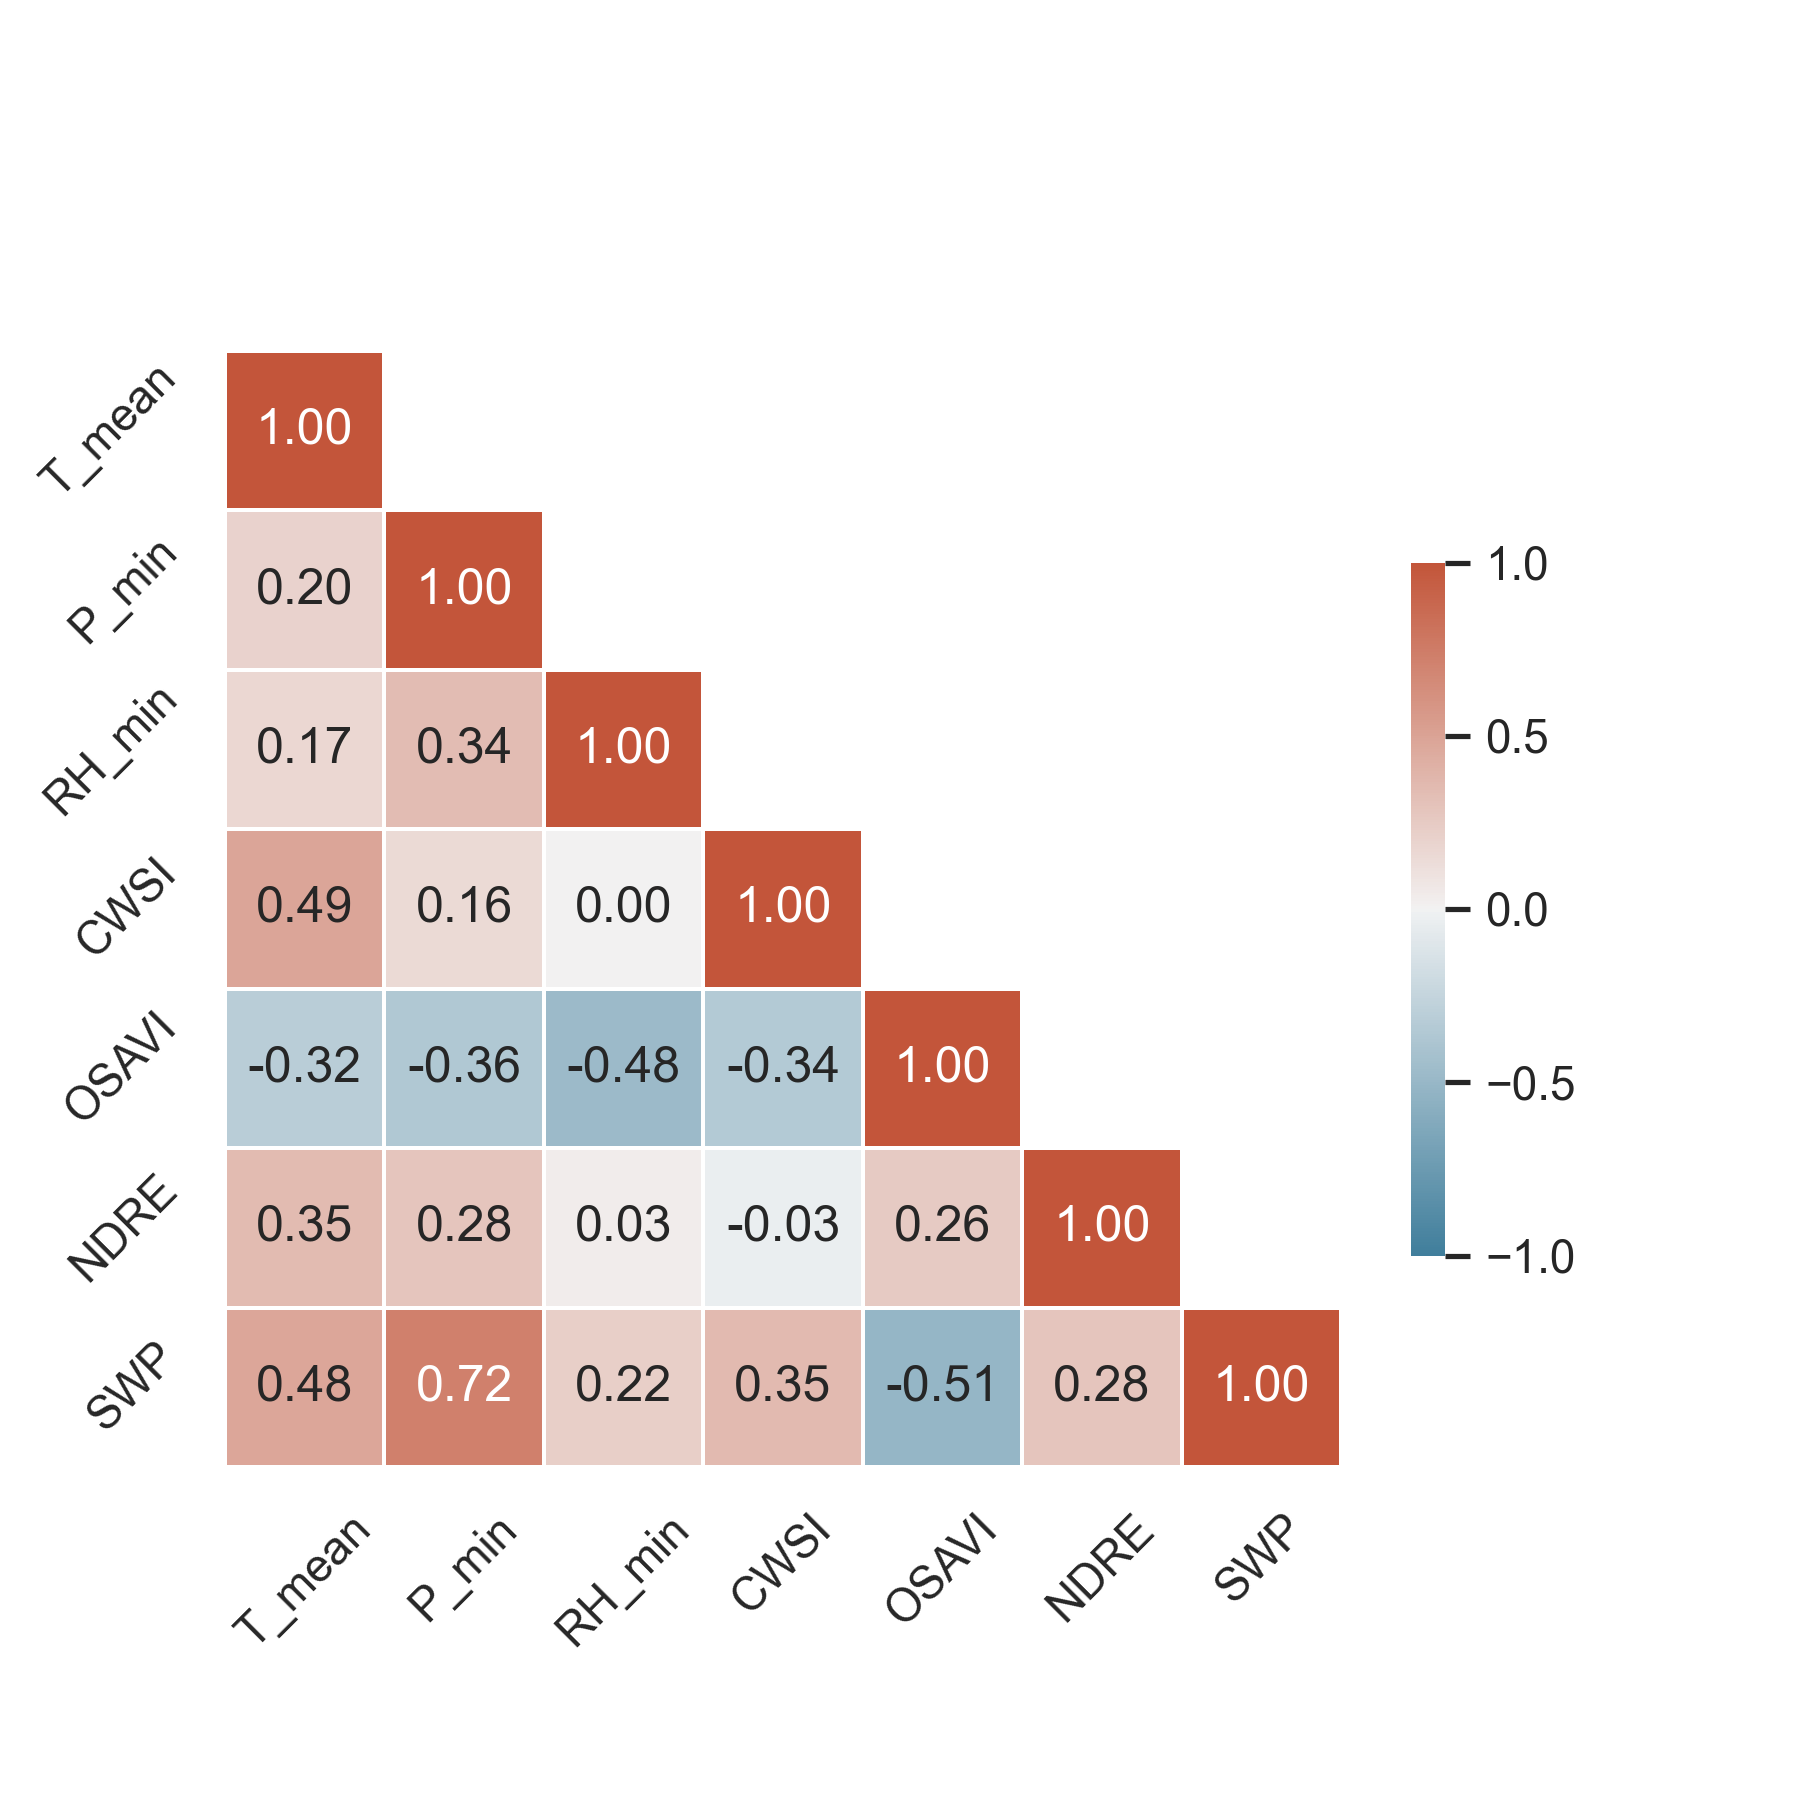 T_mean 1.00
P_min 0.20 1.00
RH_min 0.17 0.34 1.00
CWSI 0.49 0.16 0.00 1.00
OSAVI -0.32 -0.36 -0.48 -0.34 1.00
NDRE 0.35 0.28 0.03 -0.03 0.26 1.00
SWP 0.48 0.72 0.22 0.35 -0.51 0.28 1.00
T_mean P_min RH_min CWSI OSAVI NDRE SWP
1.0
0.5
0.0
−0.5
−1.0